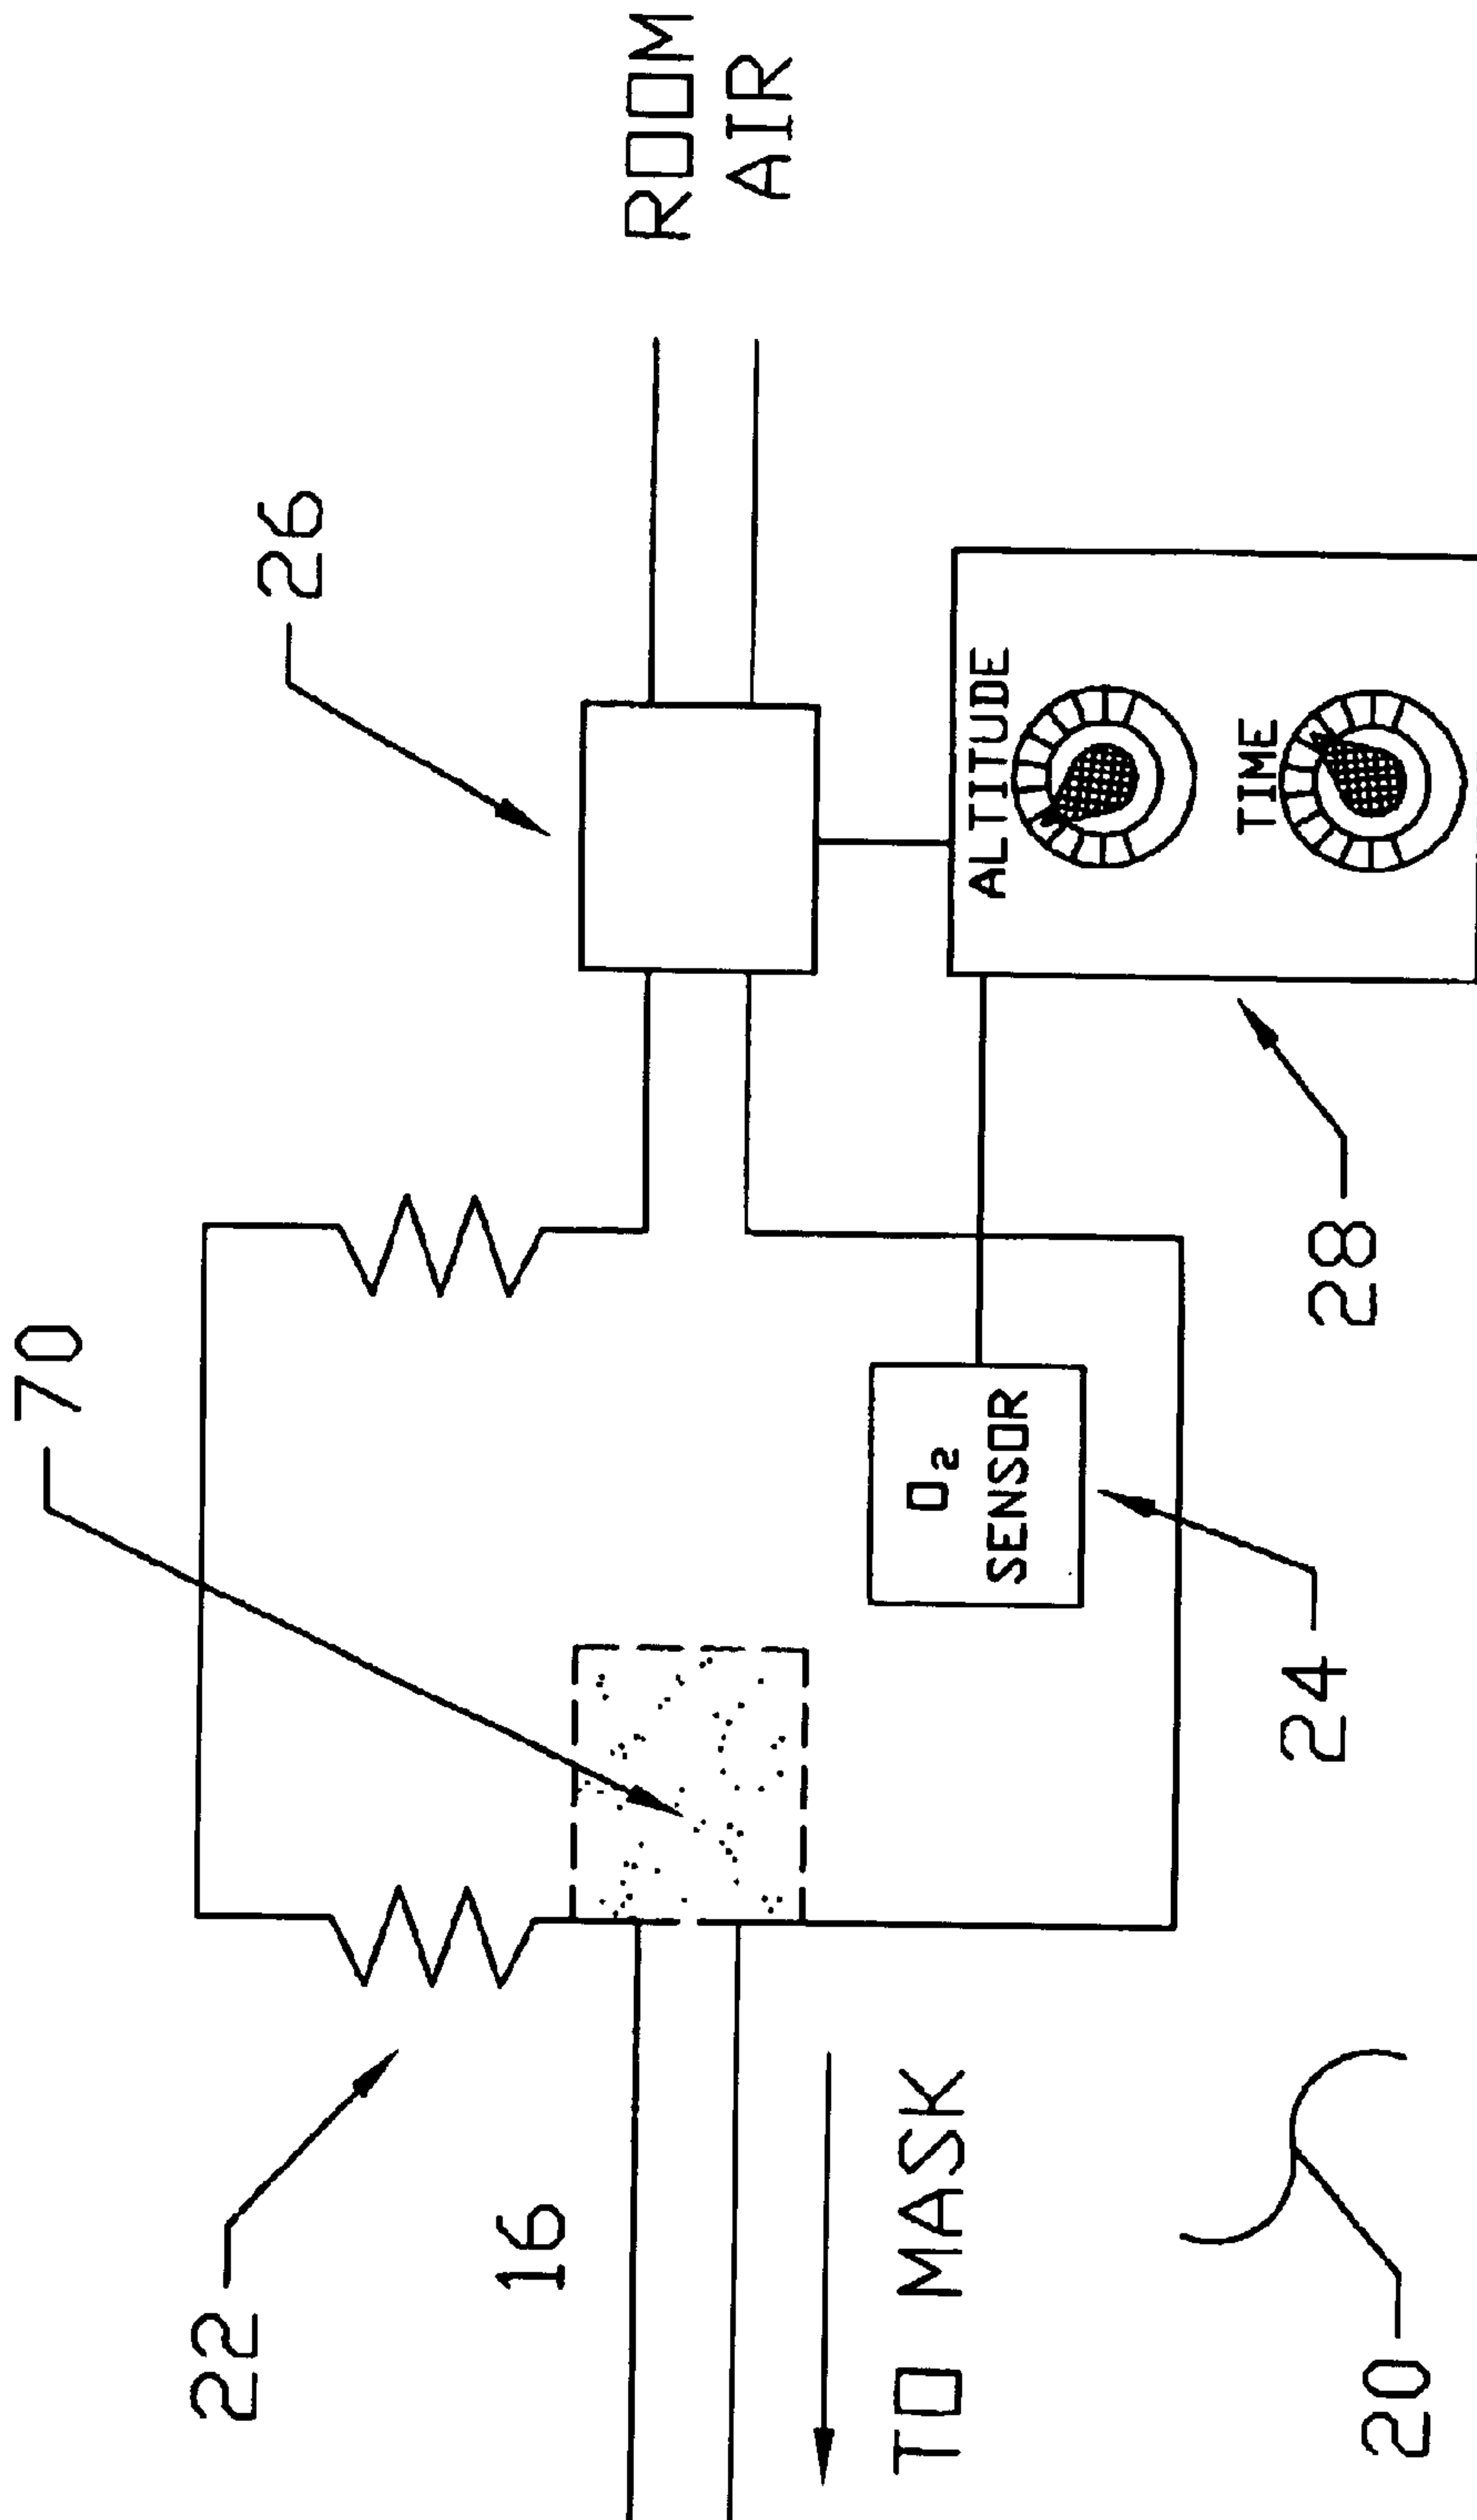 70
26
ROOM
AIR
22
16
O₂
SENSOR
ALTITUDE
TIME
TO MASK
24
28
20